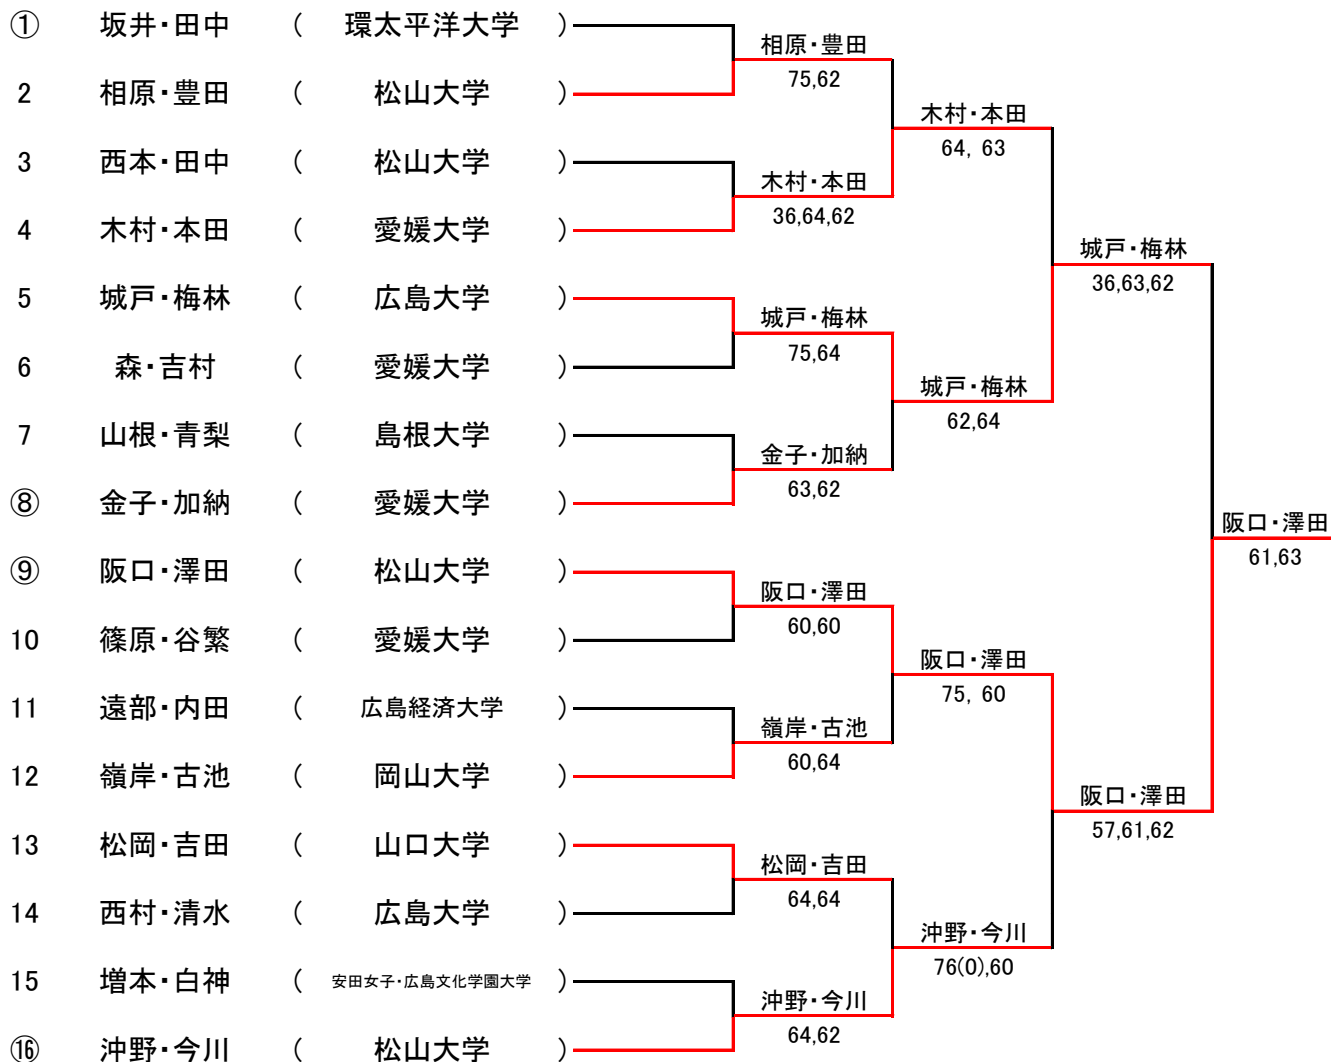 ① 坂井・田中 ( 環太平洋大学 )
相原・豊田
75,62
2 相原・豊田 ( 松山大学 )
木村・本田
64, 63
3 西本・田中 ( 松山大学 )
木村・本田
36,64,62
4 木村・本田 ( 愛媛大学 )
城戸・梅林
36,63,62
5 城戸・梅林 ( 広島大学 )
城戸・梅林
75,64
6 森・吉村 ( 愛媛大学 )
城戸・梅林
62,64
7 山根・青梨 ( 島根大学 )
金子・加納
63,62
⑧ 金子・加納 ( 愛媛大学 )
阪口・澤田
61,63
⑨ 阪口・澤田 ( 松山大学 )
阪口・澤田
60,60
10 篠原・谷繁 ( 愛媛大学 )
阪口・澤田
75, 60
11 遠部・内田 ( 広島経済大学 )
嶺岸・古池
60,64
12 嶺岸・古池 ( 岡山大学 )
阪口・澤田
57,61,62
13 松岡・吉田 ( 山口大学 )
松岡・吉田
64,64
14 西村・清水 ( 広島大学 )
沖野・今川
76(0),60
15 増本・白神 ( 安田女子・広島文化学園大学 )
沖野・今川
64,62
⑯ 沖野・今川 ( 松山大学 )